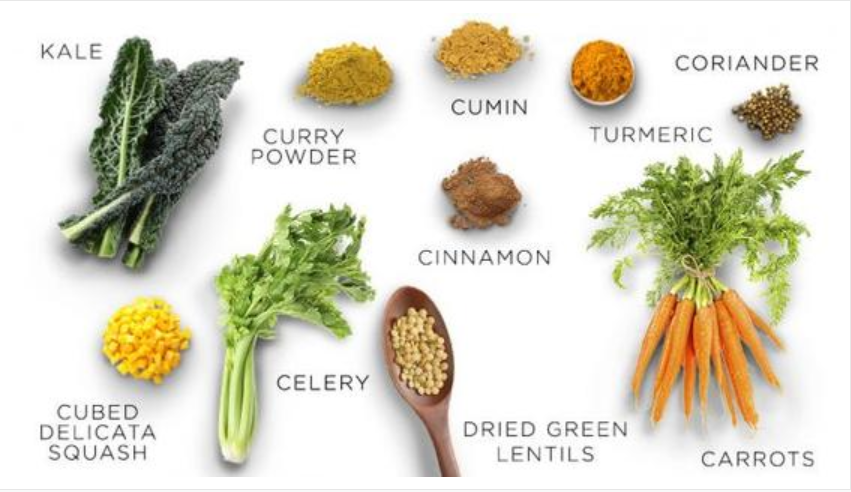 KALE
CURRY
POWDER
CUMIN
TURMERIC
CORIANDER
CINNAMON
CELERY
CUBED
DELICATA
SQUASH
DRIED GREEN
LENTILS
CARROTS